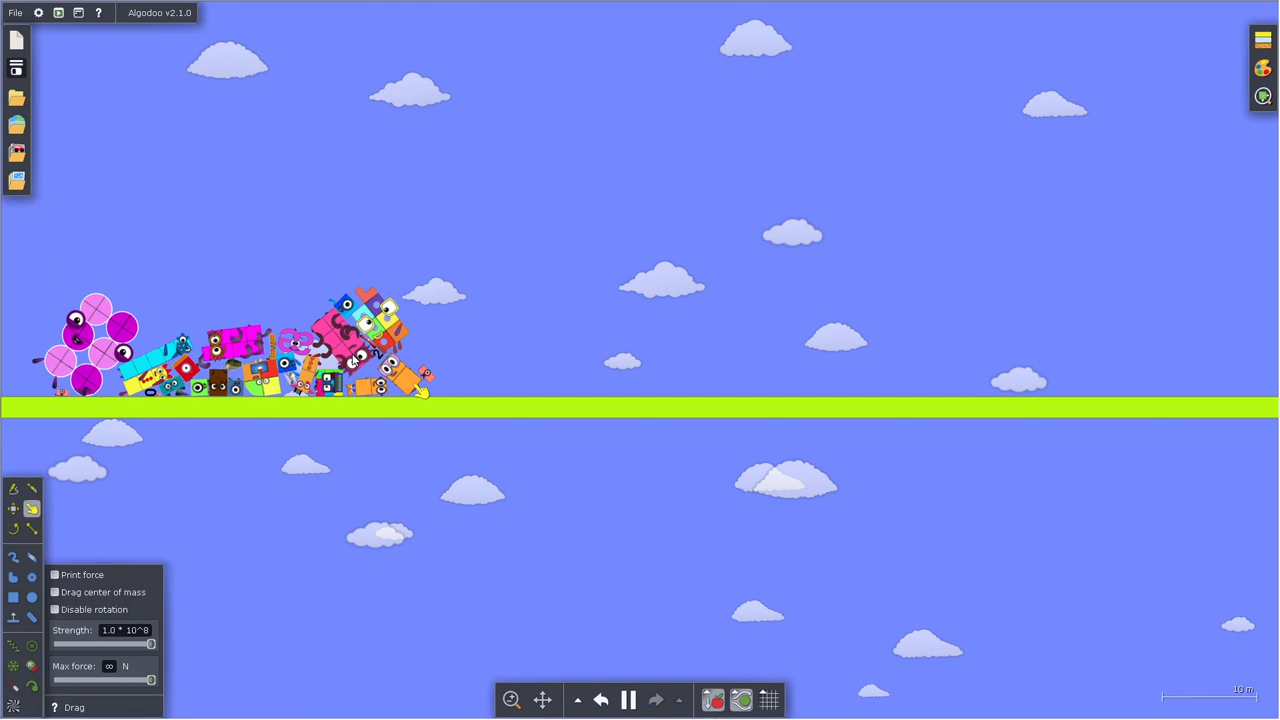 File ? Algodoo v2.1.0
Print force
Drag center of mass
Disable rotation
Strength: 1.0 * 10^8
Max force: ∞ N
? Drag
10 m